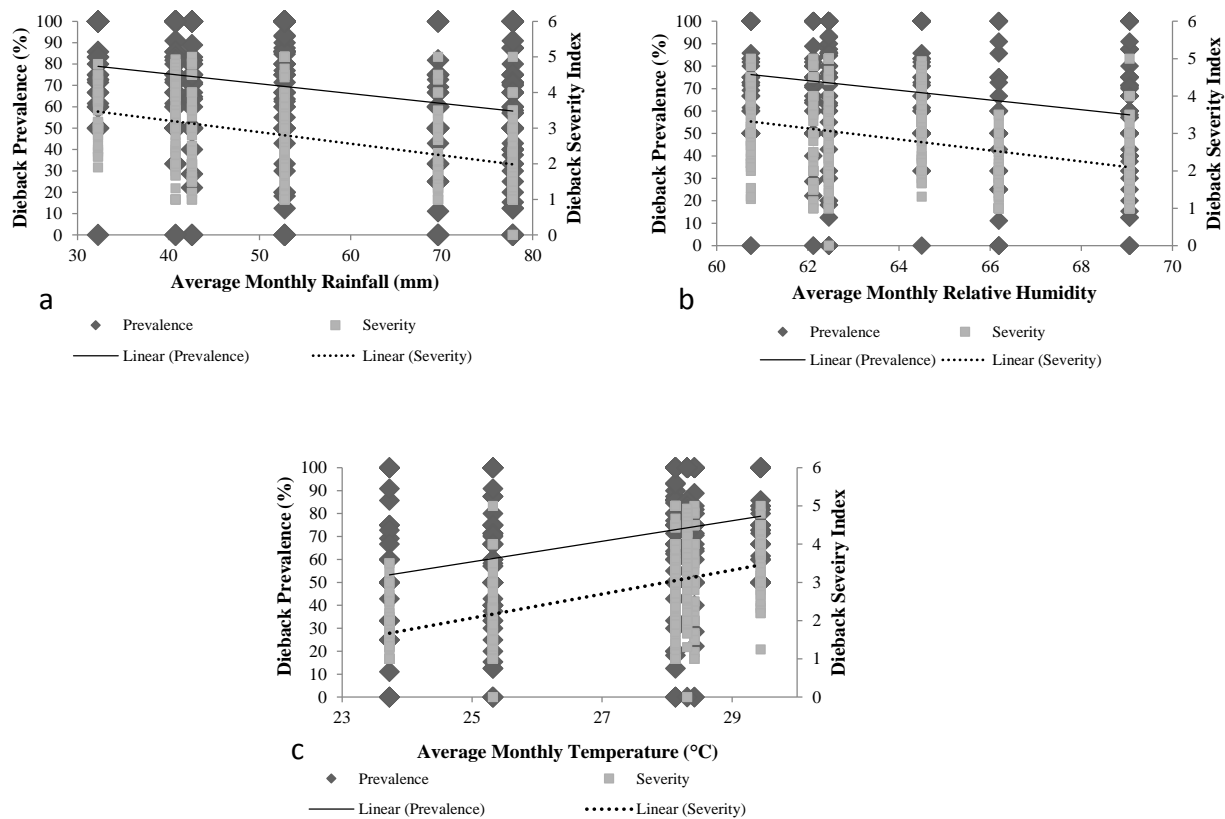 Dieback Prevalence (%)
100
90
80
70
60
50
40
30
20
10
0
6
5
4
3
2
1
0
Dieback Severity Index
30 40 50 60 70 80
Average Monthly Rainfall (mm)
a
Prevalence Severity
Linear (Prevalence) Linear (Severity)
Dieback Prevalence (%)
100
90
80
70
60
50
40
30
20
10
0
6
5
4
3
2
1
0
Dieback Severity Index
60 62 64 66 68 70
Average Monthly Relative Humidity
b
Prevalence Severity
Linear (Prevalence) Linear (Severity)
Dieback Prevalence (%)
100
90
80
70
60
50
40
30
20
10
0
6
5
4
3
2
1
0
Dieback Seveiry Index
23 25 27 29
Average Monthly Temperature (°C)
c
Prevalence Severity
Linear (Prevalence) Linear (Severity)